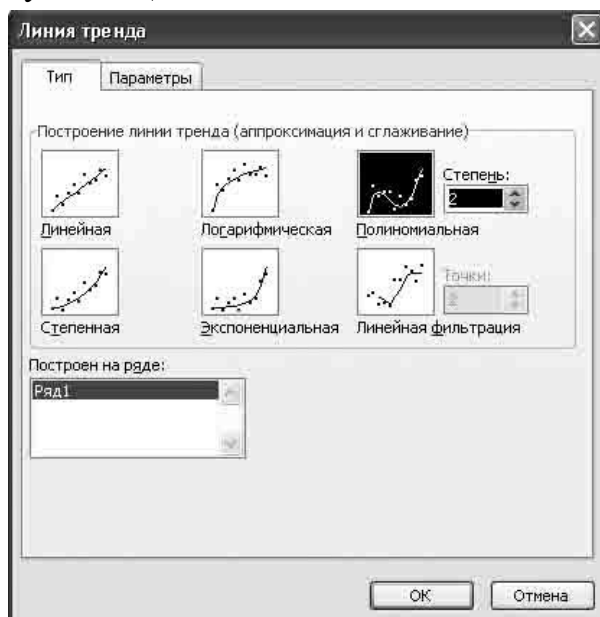 Линия тренда
Тип Параметры
Построение линии тренда (аппроксимация и сглаживание)
Степень:
2
Линейная Логарифмическая Полиномиальная
Точки:
2
Степенная Экспоненциальная Линейная фильтрация
Построен на ряде:
Ряд1
ОК Отмена